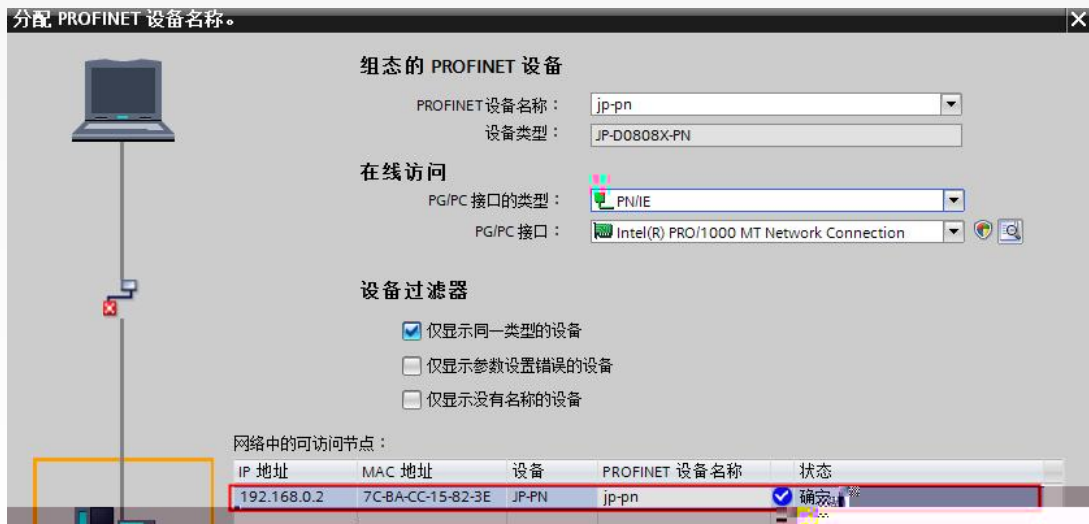 分配 PROFINET 设备名称。
组态的 PROFINET 设备
PROFINET设备名称： jp-pn
设备类型： JP-D0808X-PN
在线访问
PG/PC 接口的类型： PN/IE
PG/PC 接口： Intel(R) PRO/1000 MT Network Connection
设备过滤器
仅显示同一类型的设备
仅显示参数设置错误的设备
仅显示没有名称的设备
网络中的可访问节点：
IP 地址 MAC 地址 设备 PROFINET 设备名称 状态
192.168.0.2 7C-BA-CC-15-82-3E JP-PN jp-pn 确定